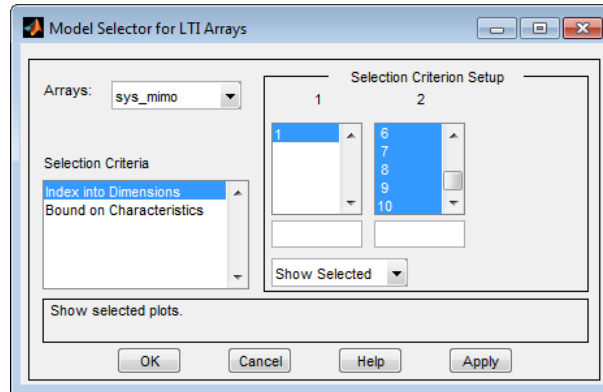 Model Selector for LTI Arrays
Arrays:
sys_mimo
Selection Criteria
Index into Dimensions
Bound on Characteristics
Selection Criterion Setup
1 2
1
6
7
8
9
10
Show Selected
Show selected plots.
OK Cancel Help Apply